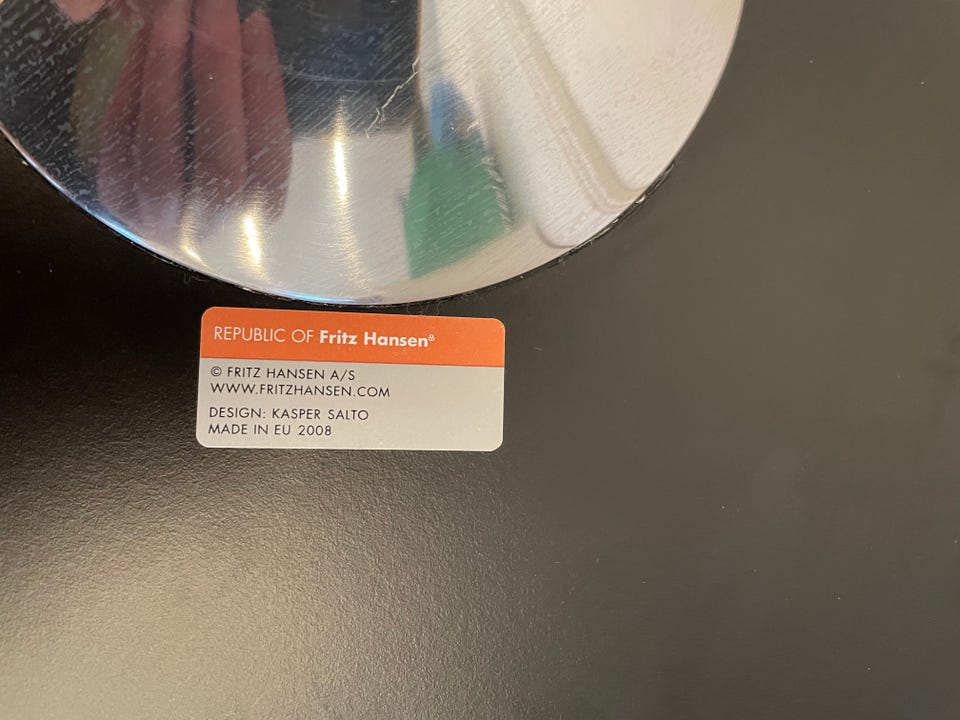 REPUBLIC OF Fritz Hansen®
© FRITZ HANSEN A/S
WWW.FRITZHANSEN.COM
DESIGN: KASPER SALTO
MADE IN EU 2008